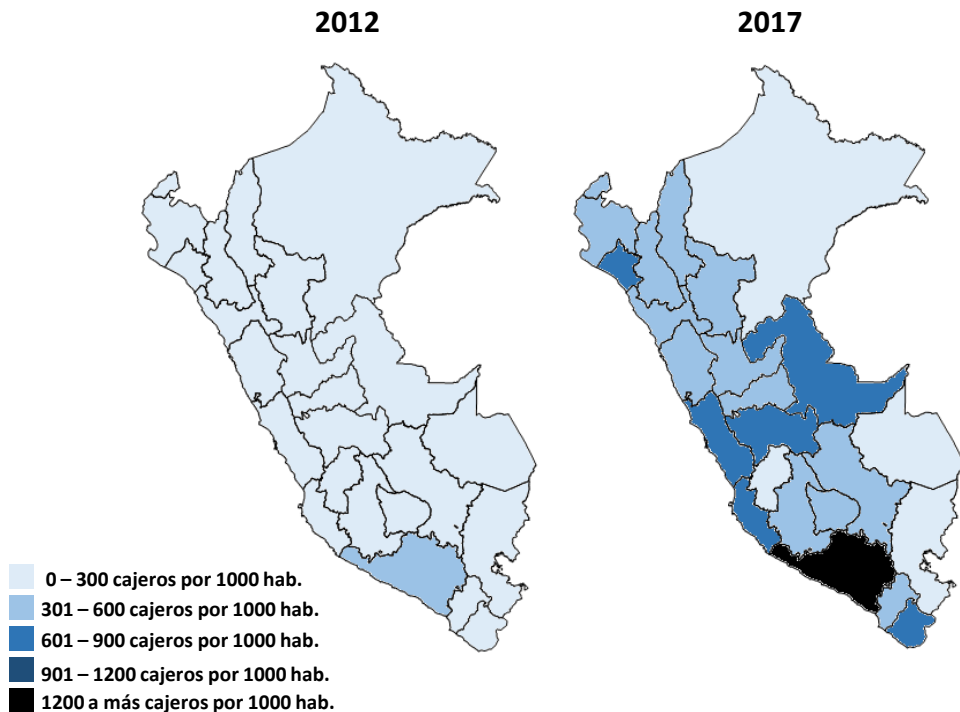 2012
2017
0 – 300 cajeros por 1000 hab.
301 – 600 cajeros por 1000 hab.
601 – 900 cajeros por 1000 hab.
901 – 1200 cajeros por 1000 hab.
1200 a más cajeros por 1000 hab.